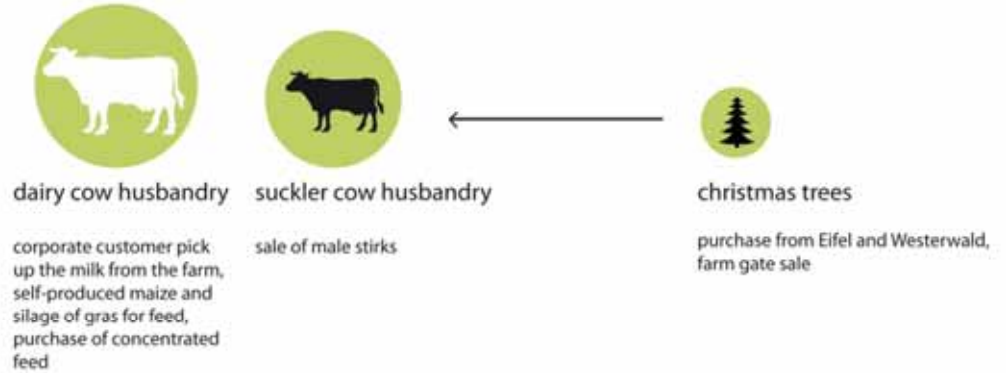 dairy cow husbandry
corporate customer pick
up the milk from the farm,
self-produced maize and
silage of gras for feed,
purchase of concentrated
feed
suckler cow husbandry
sale of male stirks
christmas trees
purchase from Eifel and Westerwald,
farm gate sale